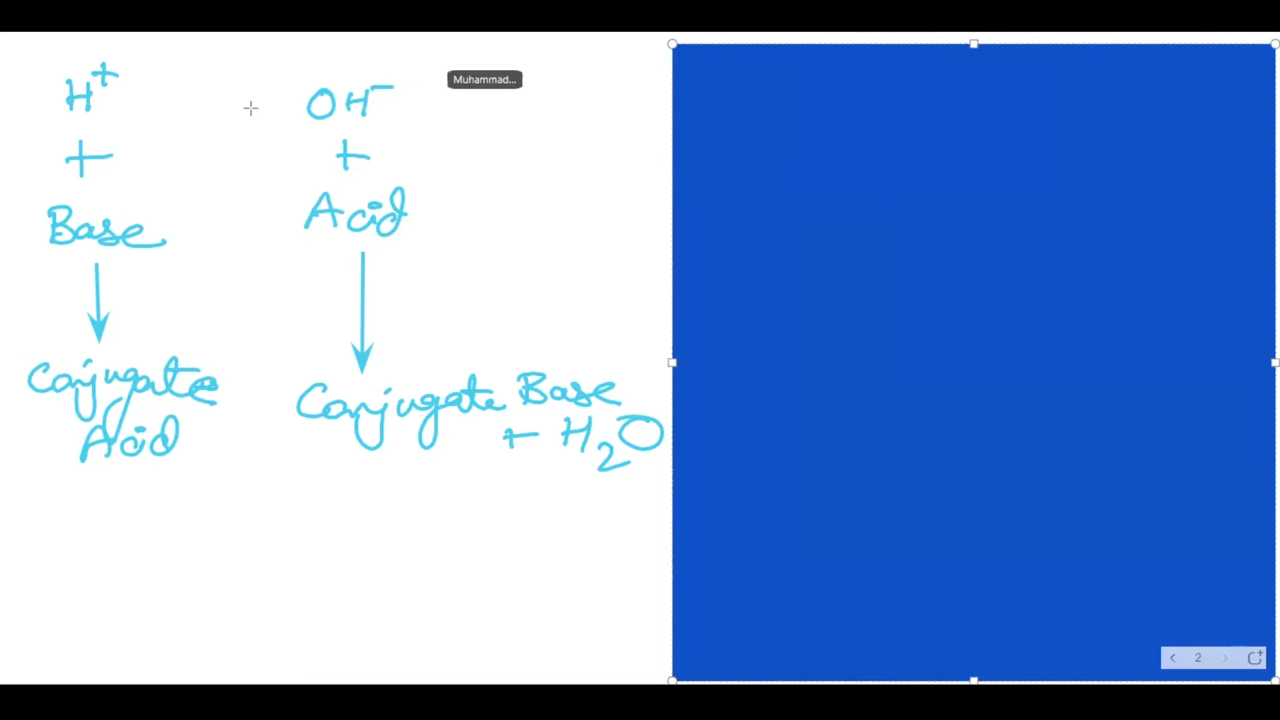 H⁺
+
Base
Conjugate
Acid
OH⁻
+
Acid
Conjugate Base
+ H₂O
Muhammad...
2